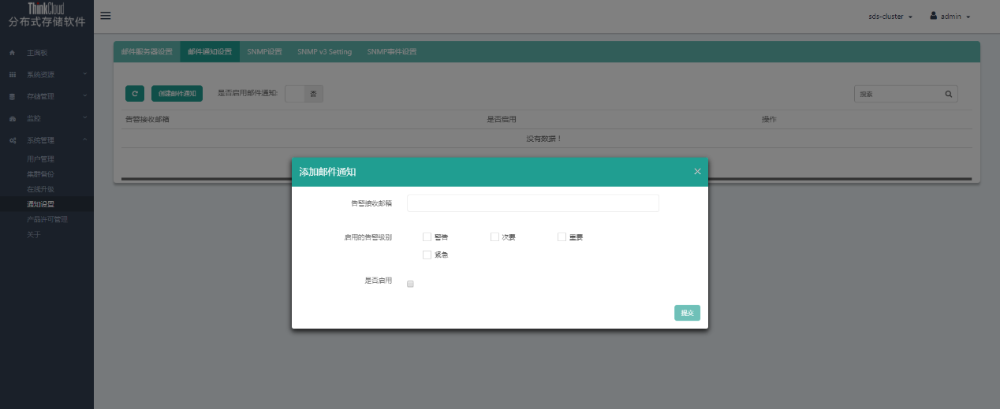 ThinkCloud
分布式存储软件
sds-cluster
admin
主面板
系统资源
存储管理
监控
系统管理
用户管理
集群备份
在线升级
通知设置
产品许可管理
关于
邮件服务器设置 邮件通知设置 SNMP设置 SNMP v3 Setting SNMP事件设置
创建邮件通知 是否启用邮件通知: 否 搜索
告警接收邮箱 是否启用 操作
没有数据！
添加邮件通知
告警接收邮箱
启用的告警级别 警告 次要 重要
紧急
是否启用
提交